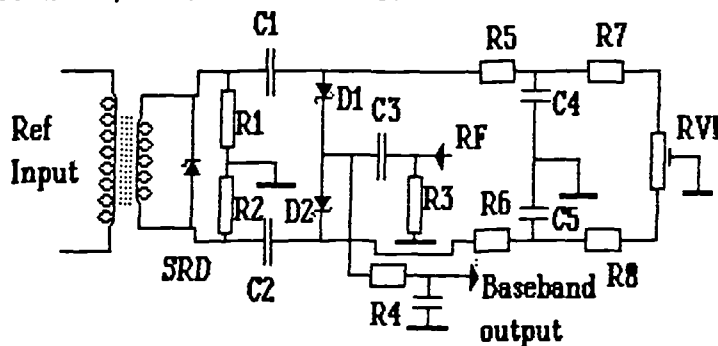 C1
R5
R7
D1
C3
C4
Ref
Input
R1
RF
RV1
R2
D2
R3
R6
C5
SRD
C2
R8
R4
Baseband
output